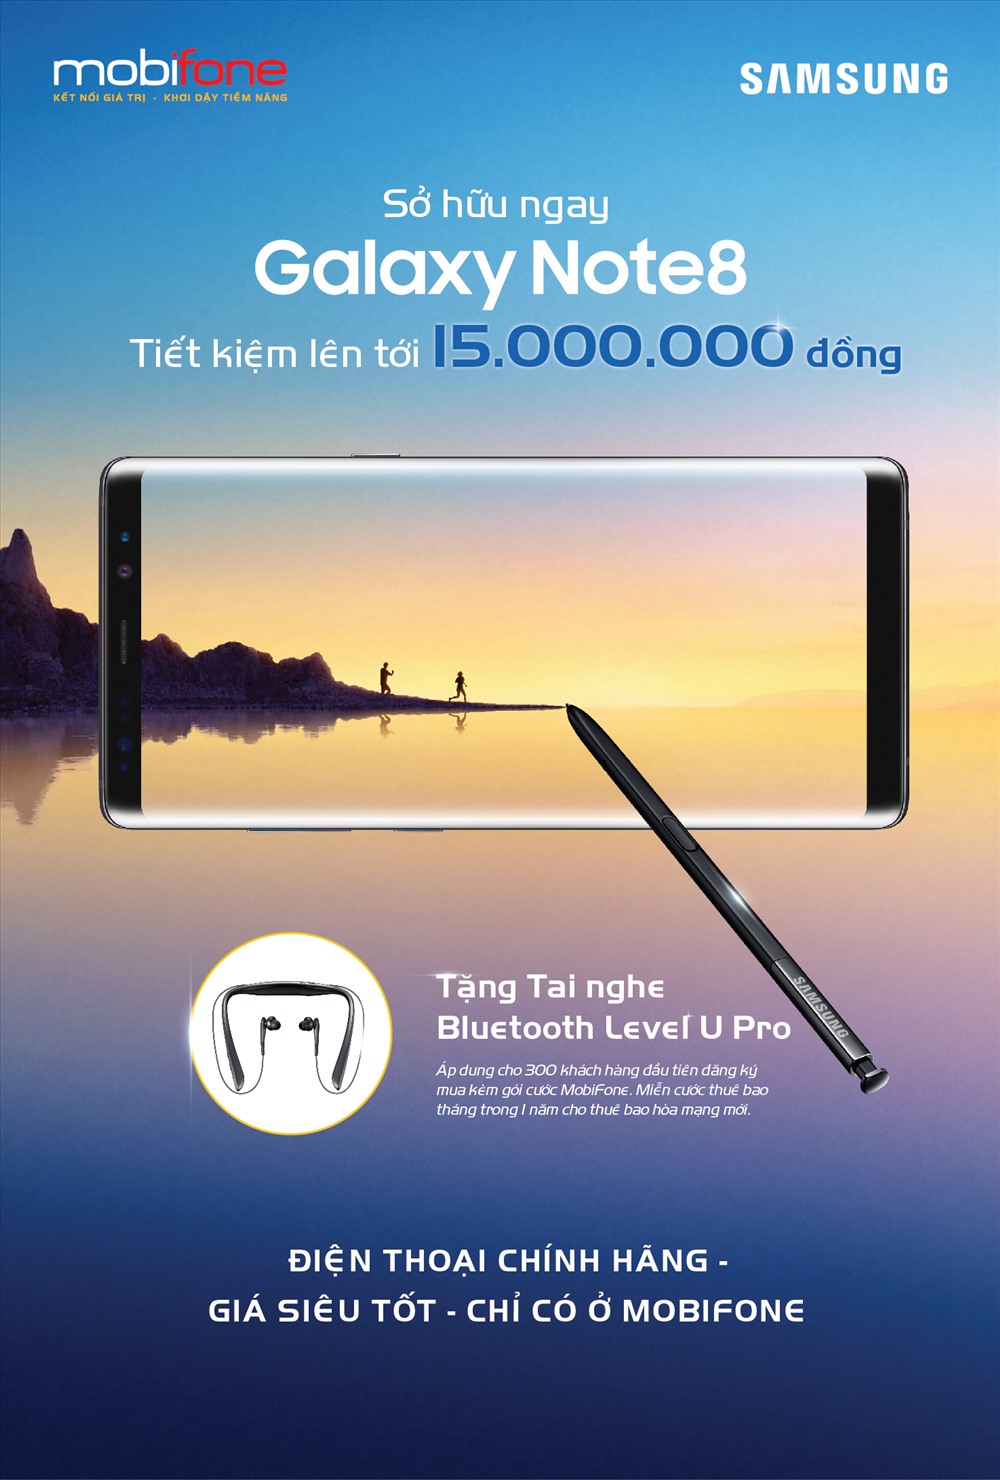 mobifone
KẾT NỐI GIÁ TRỊ - KHƠI DẬY TIỀM NĂNG
SAMSUNG
Sở hữu ngay
Galaxy Note8
Tiết kiệm lên tới 15.000.000 đồng
Tặng Tai nghe
Bluetooth Level U Pro
Áp dụng cho 300 khách hàng đầu tiên đăng ký
mua kèm gói cước MobiFone. Miễn cước thuê bao
tháng trong 1 năm cho thuê bao hòa mạng mới.
SAMSUNG
ĐIỆN THOẠI CHÍNH HÃNG -
GIÁ SIÊU TỐT - CHỈ CÓ Ở MOBIFONE